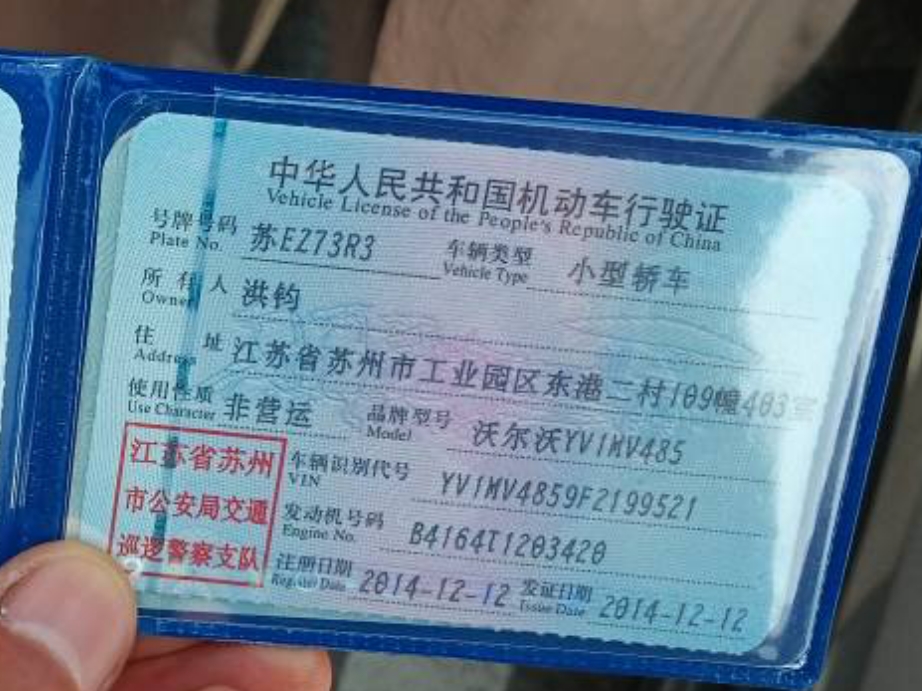 中华人民共和国机动车行驶证
Vehicle License of the People's Republic of China
号牌号码 苏EZ73R3 车辆类型 小型轿车
Plate No. Vehicle Type
所有人 洪钧
Owner
住址 江苏省苏州市工业园区东港二村109幢403室
Address
使用性质 非营运 品牌型号 沃尔沃YV1MV485
Use Character Model
江苏省苏州
市公安局交通
巡逻警察支队
车辆识别代号 YV1MV4859F2199521
VIN
发动机号码 B4164T1203420
Engine No.
注册日期 2014-12-12 发证日期 2014-12-12
Register Date Issue Date